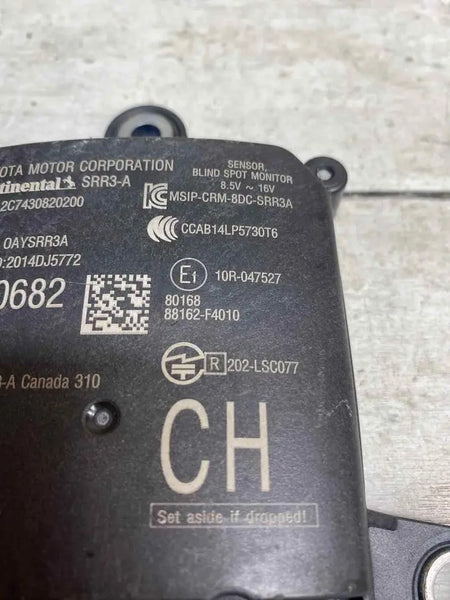 OTA MOTOR CORPORATION
SENSOR,
BLIND SPOT MONITOR
8.5V ~ 16V
ntinental SRR3-A
MSIP-CRM-8DC-SRR3A
2C7430820200
CCAB14LP5730T6
OAYSRR3A
D:2014DJ5772
E1 10R-047527
0682
80168
88162-F4010
R 202-LSC077
3-A Canada 310
CH
Set aside if dropped!